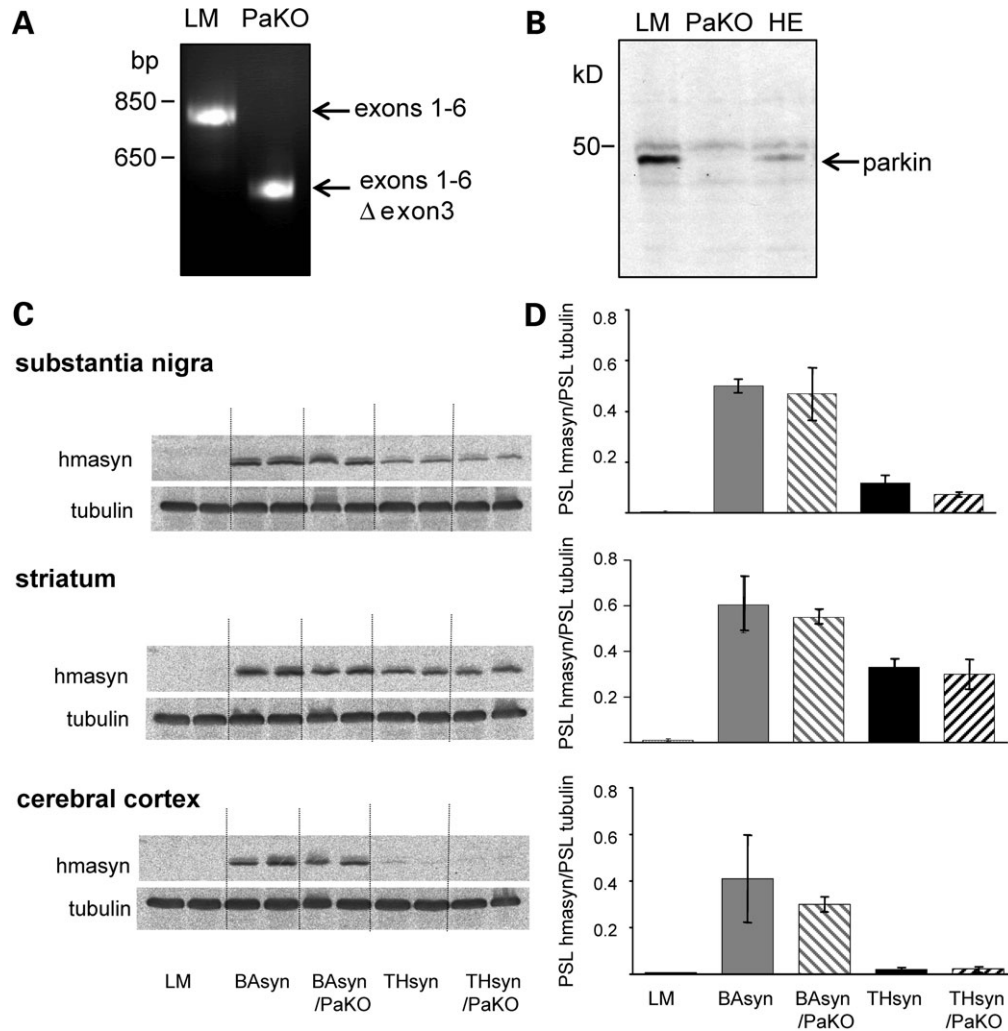 A
LM PaKO
bp
850
650
exons 1-6
exons 1-6
Δ exon3
B
LM PaKO HE
kD
50
parkin
C
substantia nigra
hmasyn
tubulin
striatum
hmasyn
tubulin
cerebral cortex
hmasyn
tubulin
LM BAsyn BAsyn /PaKO THsyn THsyn /PaKO
D
PSL hmasyn/PSL tubulin
0.8
0.6
0.4
0.2
PSL hmasyn/PSL tubulin
0.8
0.6
0.4
0.2
PSL hmasyn/PSL tubulin
0.8
0.6
0.4
0.2
LM BAsyn BAsyn /PaKO THsyn THsyn /PaKO